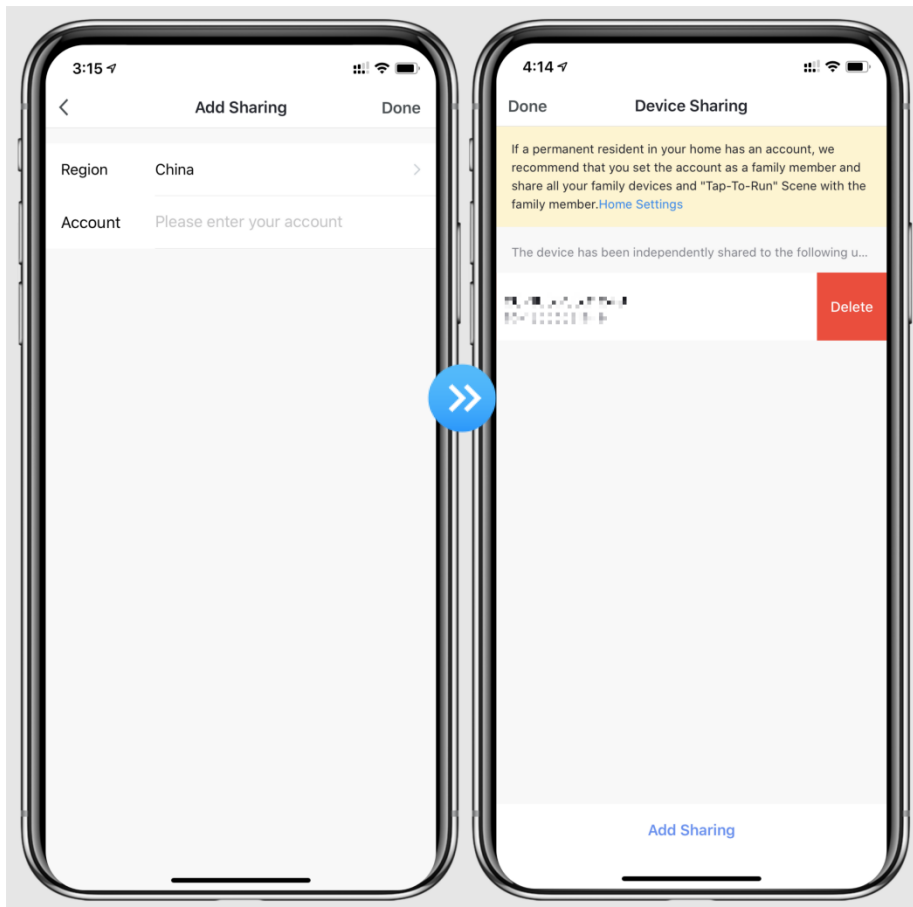 3:15
Add Sharing
Done
Region
China
Account
Please enter your account
4:14
Done
Device Sharing
If a permanent resident in your home has an account, we
recommend that you set the account as a family member and
share all your family devices and "Tap-To-Run" Scene with the
family member.Home Settings
The device has been independently shared to the following u...
Delete
Add Sharing